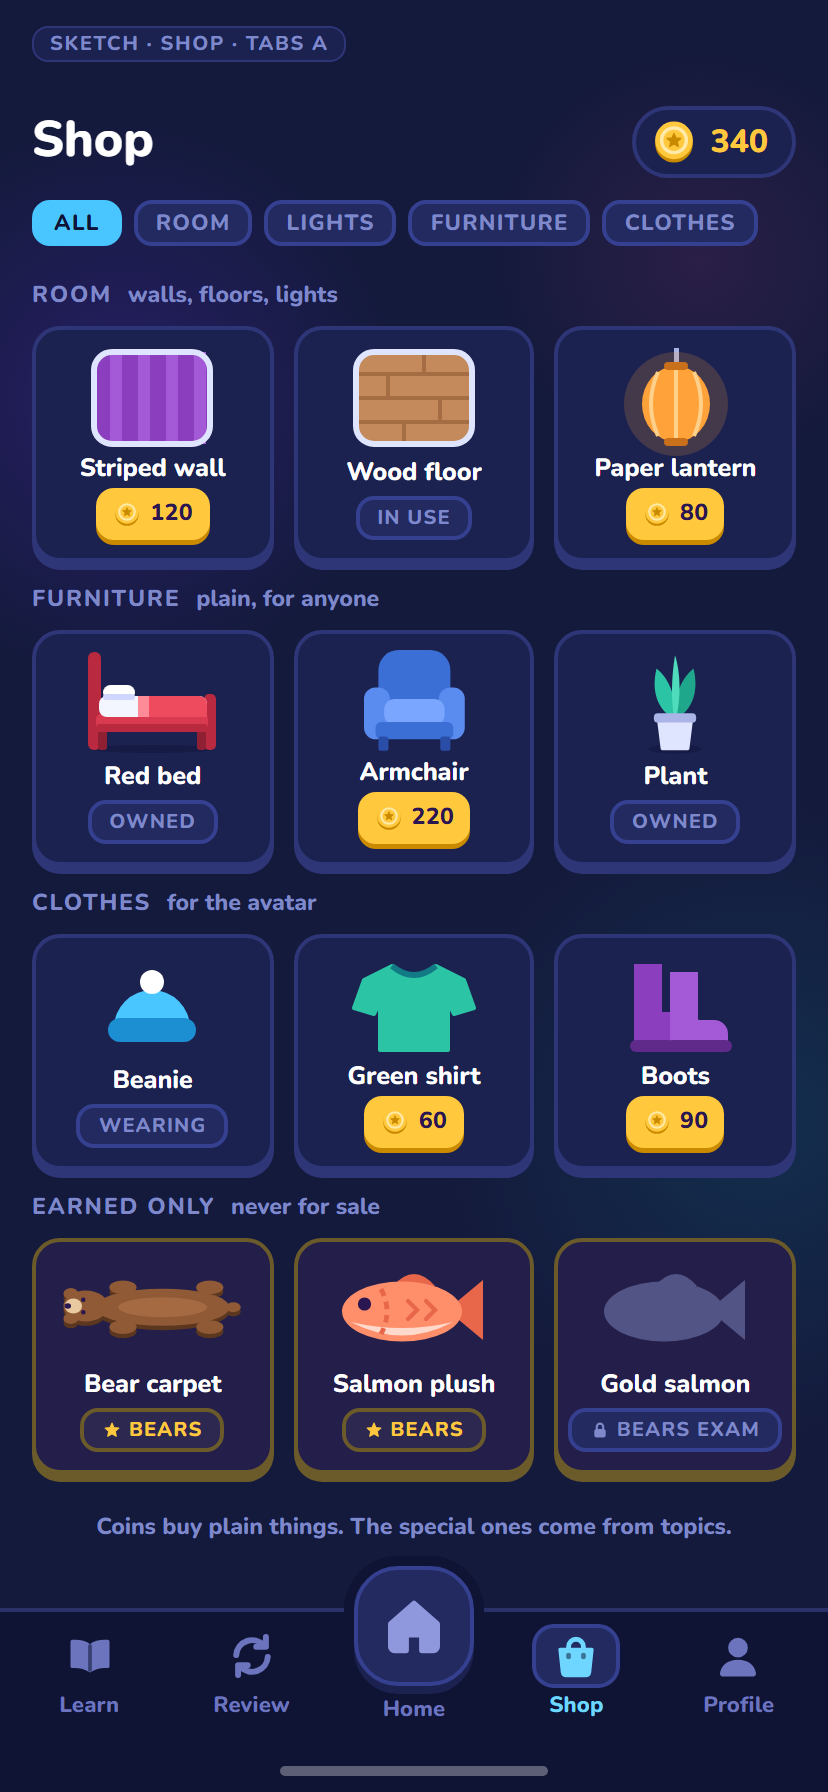 SKETCH · SHOP · TABS A
Shop
340
ALL ROOM LIGHTS FURNITURE CLOTHES
ROOM walls, floors, lights
Striped wall Wood floor Paper lantern
120 IN USE 80
FURNITURE plain, for anyone
Red bed Armchair Plant
OWNED 220 OWNED
CLOTHES for the avatar
Beanie Green shirt Boots
WEARING 60 90
EARNED ONLY never for sale
Bear carpet Salmon plush Gold salmon
BEARS BEARS BEARS EXAM
Coins buy plain things. The special ones come from topics.
Learn Review Home Shop Profile